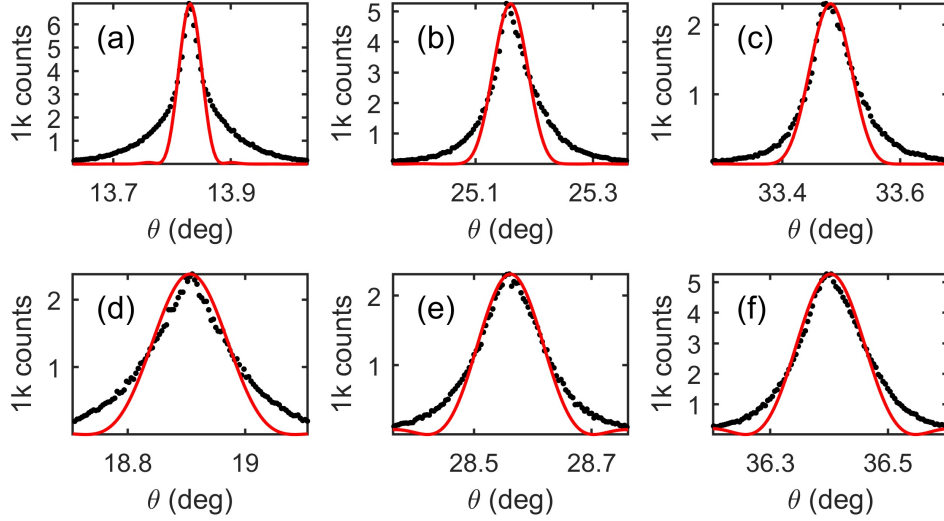 (a)
1k counts
6
5
4
3
2
1
13.7 13.9
θ (deg)
(b)
1k counts
5
4
3
2
1
25.1 25.3
θ (deg)
(c)
1k counts
2
1
33.4 33.6
θ (deg)
(d)
1k counts
2
1
18.8 19
θ (deg)
(e)
1k counts
2
1
28.5 28.7
θ (deg)
(f)
1k counts
5
4
3
2
1
36.3 36.5
θ (deg)